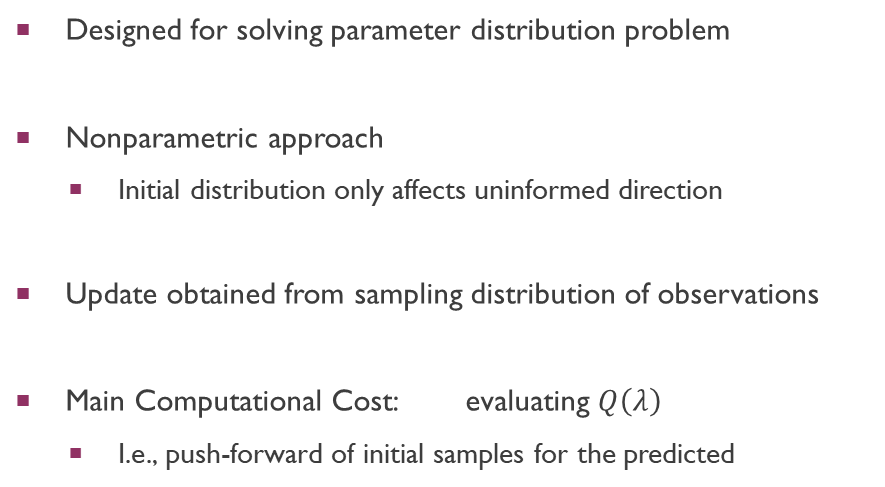 Designed for solving parameter distribution problem
Nonparametric approach
Initial distribution only affects uninformed direction
Update obtained from sampling distribution of observations
Main Computational Cost: evaluating Q(λ)
I.e., push-forward of initial samples for the predicted